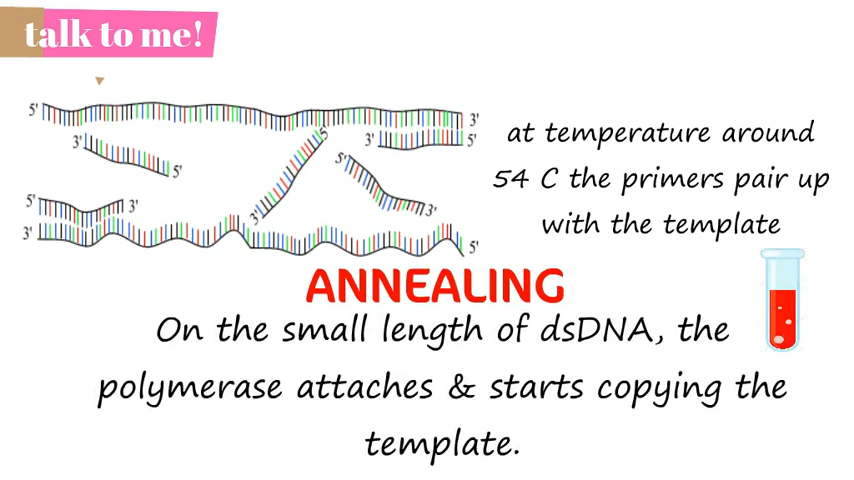 talk to me!
5' 3'
3' 5'
3' 5'
5'
5'
3' 3'
5' 3'
3' 5'
at temperature around
54 C the primers pair up
with the template
ANNEALING
On the small length of dsDNA, the
polymerase attaches & starts copying the
template.